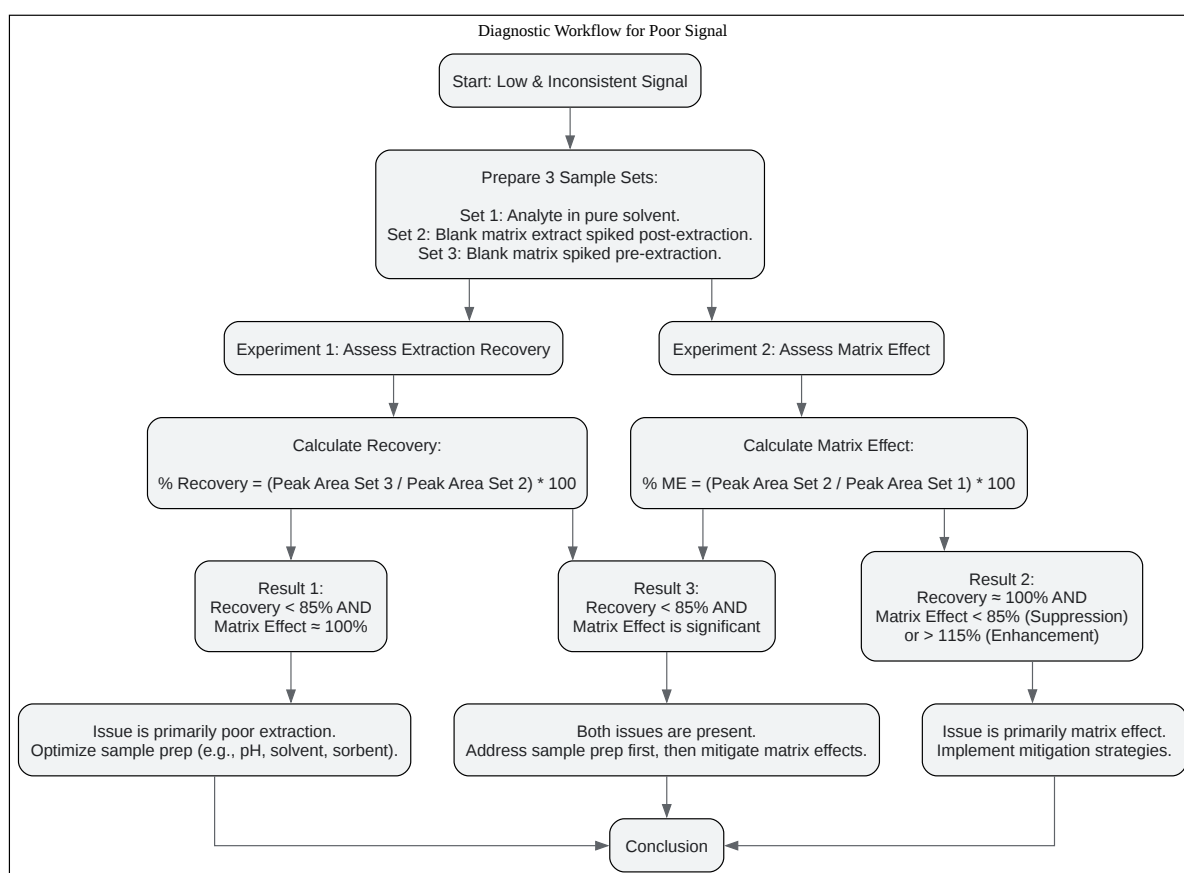 Diagnostic Workflow for Poor Signal
Start: Low & Inconsistent Signal
Prepare 3 Sample Sets:
Set 1: Analyte in pure solvent.
Set 2: Blank matrix extract spiked post-extraction.
Set 3: Blank matrix spiked pre-extraction.
Experiment 1: Assess Extraction Recovery
Experiment 2: Assess Matrix Effect
Calculate Recovery:
% Recovery = (Peak Area Set 3 / Peak Area Set 2) * 100
Calculate Matrix Effect:
% ME = (Peak Area Set 2 / Peak Area Set 1) * 100
Result 1:
Recovery < 85% AND
Matrix Effect ≈ 100%
Result 3:
Recovery < 85% AND
Matrix Effect is significant
Result 2:
Recovery ≈ 100% AND
Matrix Effect < 85% (Suppression)
or > 115% (Enhancement)
Issue is primarily poor extraction.
Optimize sample prep (e.g., pH, solvent, sorbent).
Both issues are present.
Address sample prep first, then mitigate matrix effects.
Issue is primarily matrix effect.
Implement mitigation strategies.
Conclusion